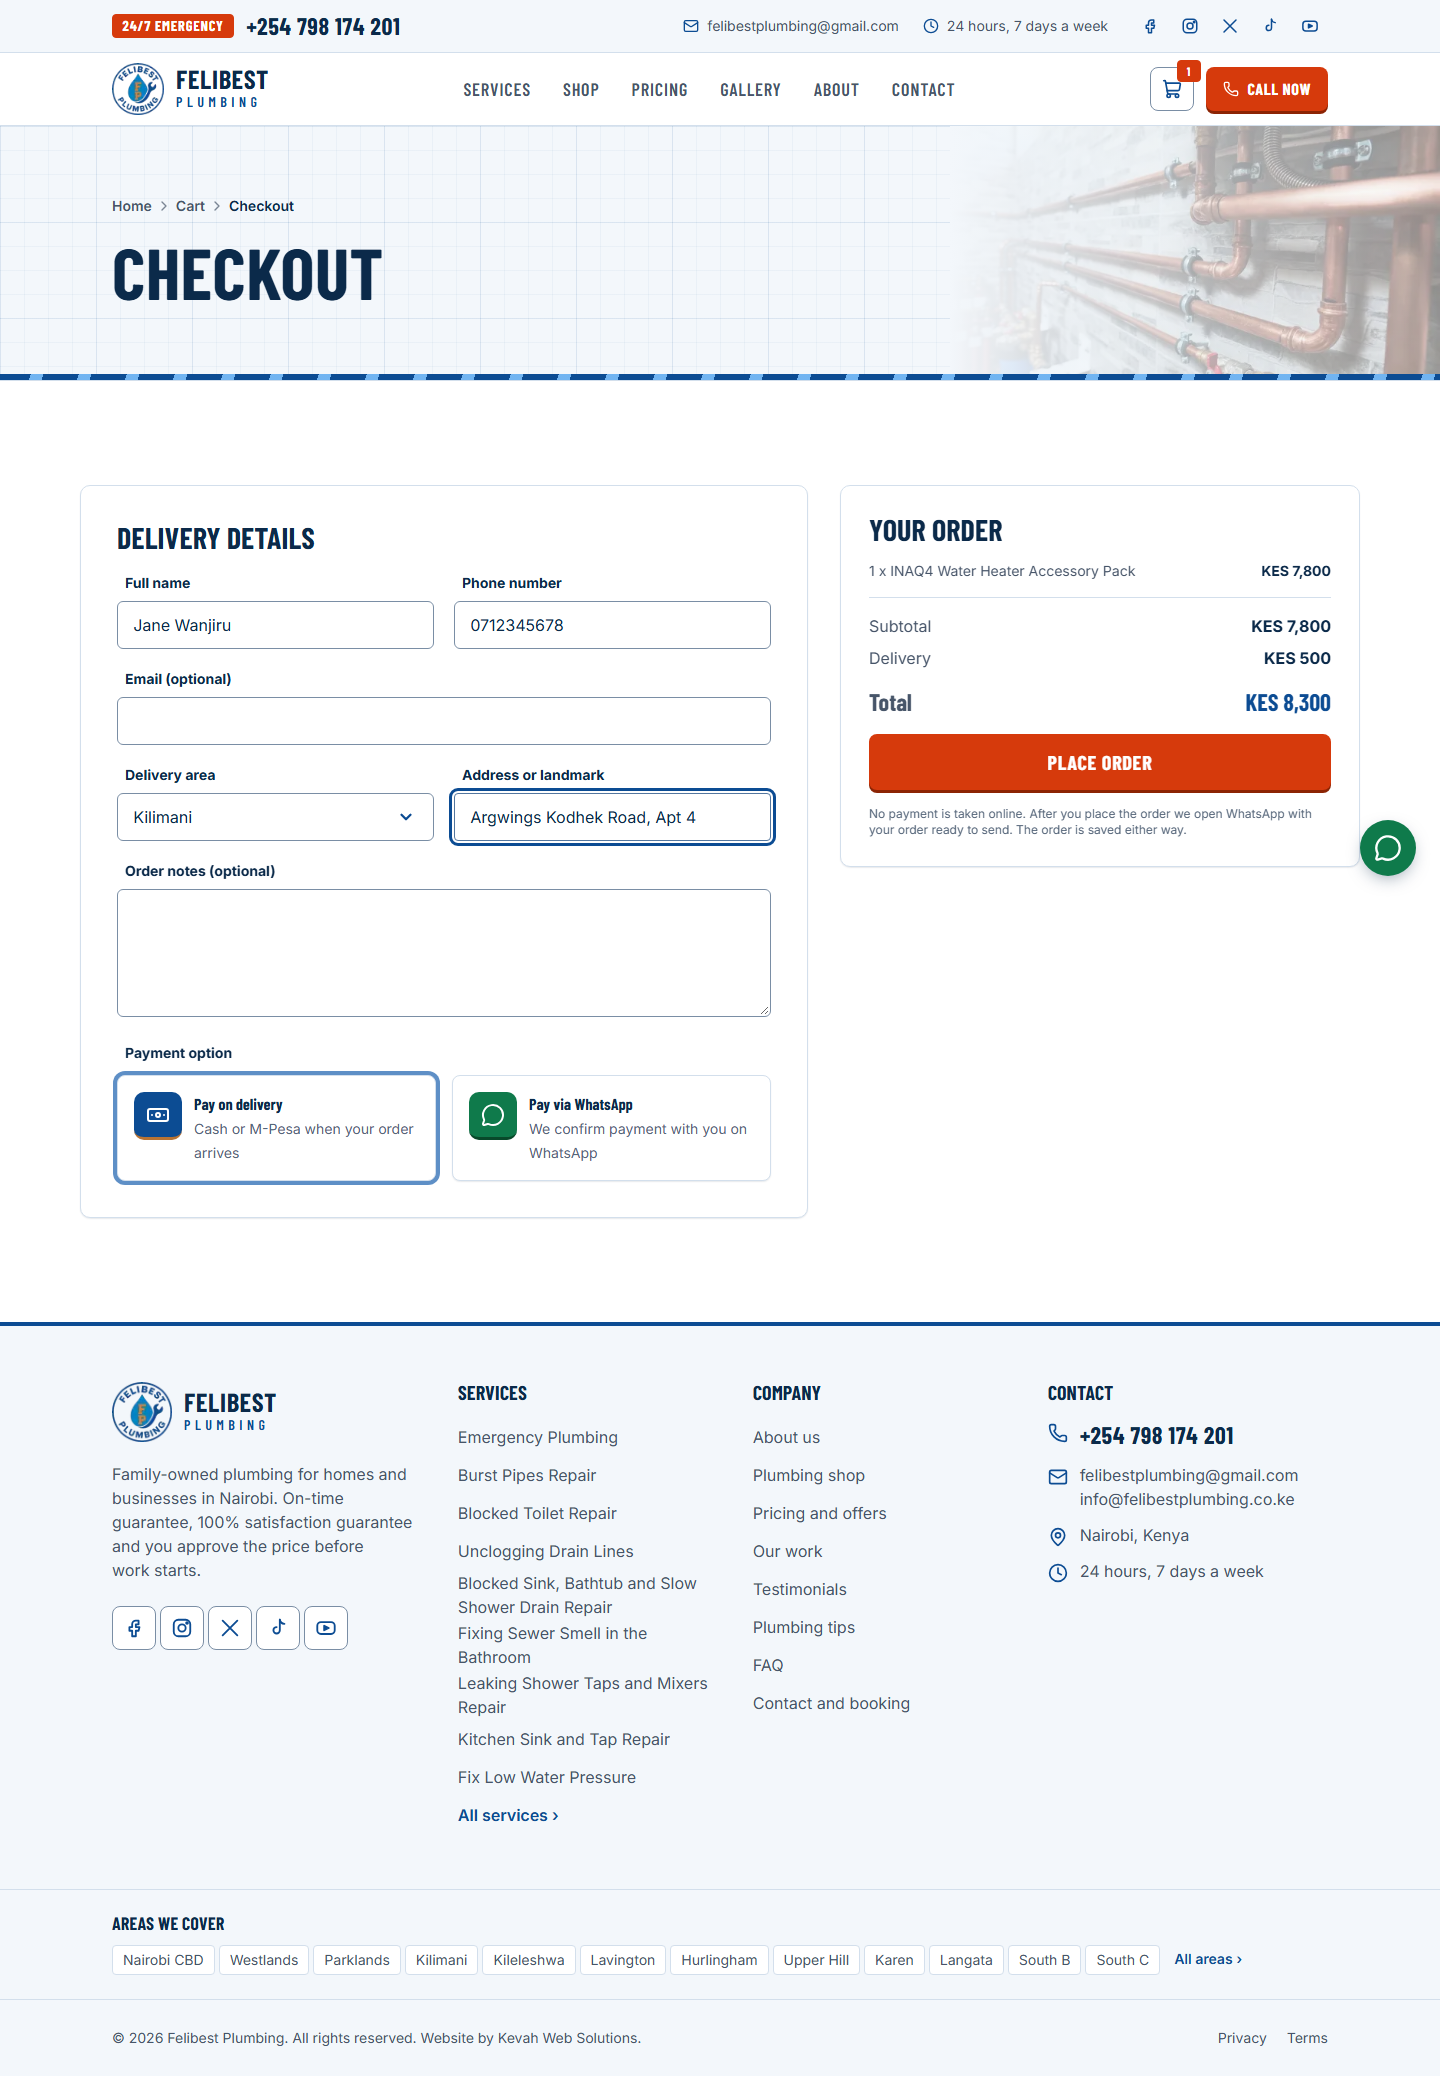 24/7 EMERGENCY +254 798 174 201 felibestplumbing@gmail.com 24 hours, 7 days a week
FELIBEST PLUMBING
FELIBEST
PLUMBING
SERVICES SHOP PRICING GALLERY ABOUT CONTACT
1
CALL NOW
Home > Cart > Checkout
CHECKOUT
DELIVERY DETAILS
Full name
Jane Wanjiru
Phone number
0712345678
Email (optional)
Delivery area
Kilimani
Address or landmark
Argwings Kodhek Road, Apt 4
Order notes (optional)
Payment option
Pay on delivery
Cash or M-Pesa when your order
arrives
Pay via WhatsApp
We confirm payment with you on
WhatsApp
YOUR ORDER
1 x INAQ4 Water Heater Accessory Pack KES 7,800
Subtotal KES 7,800
Delivery KES 500
Total KES 8,300
PLACE ORDER
No payment is taken online. After you place the order we open WhatsApp with
your order ready to send. The order is saved either way.
FELIBEST PLUMBING
FELIBEST
PLUMBING
Family-owned plumbing for homes and
businesses in Nairobi. On-time
guarantee, 100% satisfaction guarantee
and you approve the price before
work starts.
SERVICES
Emergency Plumbing
Burst Pipes Repair
Blocked Toilet Repair
Unclogging Drain Lines
Blocked Sink, Bathtub and Slow
Shower Drain Repair
Fixing Sewer Smell in the
Bathroom
Leaking Shower Taps and Mixers
Repair
Kitchen Sink and Tap Repair
Fix Low Water Pressure
All services ›
COMPANY
About us
Plumbing shop
Pricing and offers
Our work
Testimonials
Plumbing tips
FAQ
Contact and booking
CONTACT
+254 798 174 201
felibestplumbing@gmail.com
info@felibestplumbing.co.ke
Nairobi, Kenya
24 hours, 7 days a week
AREAS WE COVER
Nairobi CBD Westlands Parklands Kilimani Kileleshwa Lavington Hurlingham Upper Hill Karen Langata South B South C All areas ›
© 2026 Felibest Plumbing. All rights reserved. Website by Kevah Web Solutions. Privacy Terms